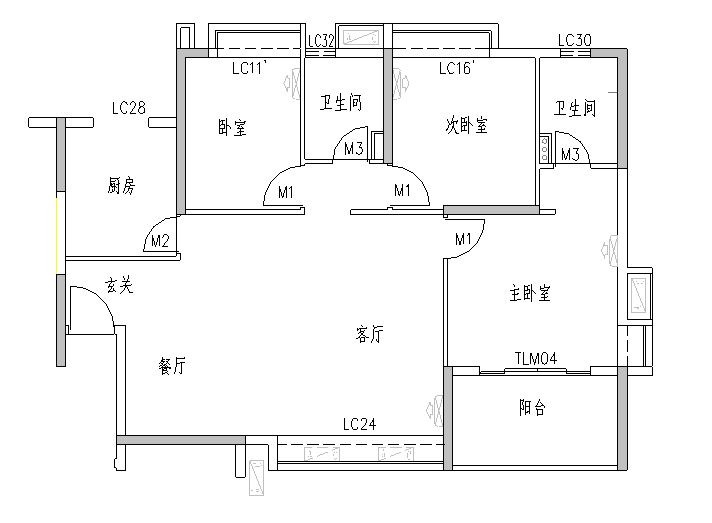 LC32
LC30
LC11'
LC16'
LC28
卫生间
卫生间
卧室
次卧室
M3
M3
厨房
M1
M1
M2
M1
玄关
主卧室
客厅
餐厅
TLM04
阳台
LC24